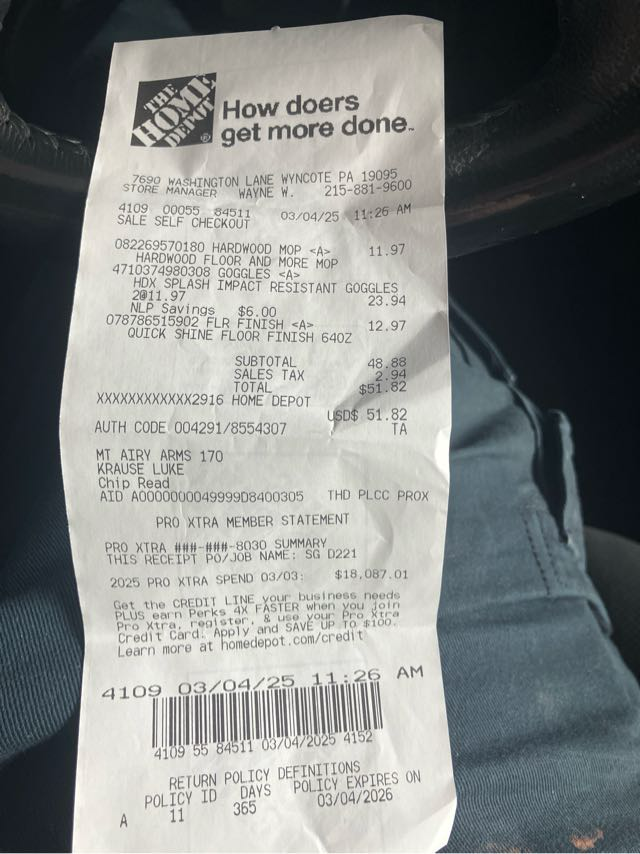 THE HOME DEPOT ®
How doers
get more done™
7690 WASHINGTON LANE WYNCOTE PA 19095
STORE MANAGER WAYNE W. 215-881-9600
4109 00055 84511 03/04/25 11:26 AM
SALE SELF CHECKOUT
082269570180 HARDWOOD MOP <A> 11.97
HARDWOOD FLOOR AND MORE MOP
4710374980308 GOGGLES <A>
HDX SPLASH IMPACT RESISTANT GOGGLES
2@11.97 23.94
NLP Savings $6.00
078786515902 FLR FINISH <A> 12.97
QUICK SHINE FLOOR FINISH 64OZ
SUBTOTAL 48.88
SALES TAX 2.94
TOTAL $51.82
XXXXXXXXXXXX2916 HOME DEPOT
USD$ 51.82
AUTH CODE 004291/8554307 TA
MT AIRY ARMS 170
KRAUSE LUKE
Chip Read
AID A0000000049999D8400305 THD PLCC PROX
PRO XTRA MEMBER STATEMENT
PRO XTRA ###-###-8030 SUMMARY
THIS RECEIPT PO/JOB NAME: SG D221
2025 PRO XTRA SPEND 03/03: $18,087.01
Get the CREDIT LINE your business needs
PLUS earn Perks 4X FASTER when you join
Pro Xtra, register, & use your Pro Xtra
Credit Card. Apply and SAVE UP TO $100.
Learn more at homedepot.com/credit
4109 03/04/25 11:26 AM
4109 55 84511 03/04/2025 4152
RETURN POLICY DEFINITIONS
POLICY ID DAYS POLICY EXPIRES ON
A 11 365 03/04/2026